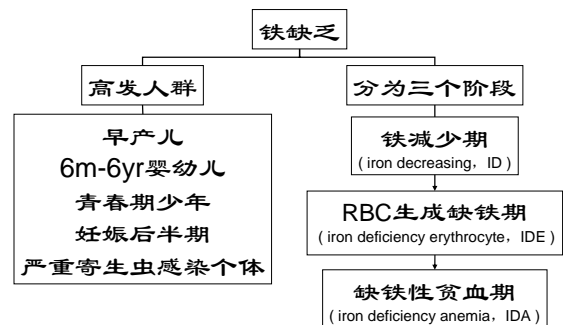 铁缺乏
高发人群
早产儿
6m-6yr婴幼儿
青春期少年
妊娠后半期
严重寄生虫感染个体
分为三个阶段
铁减少期
( iron decreasing，ID )
RBC生成缺铁期
( iron deficiency erythrocyte，IDE )
缺铁性贫血期
(iron deficiency anemia，IDA )